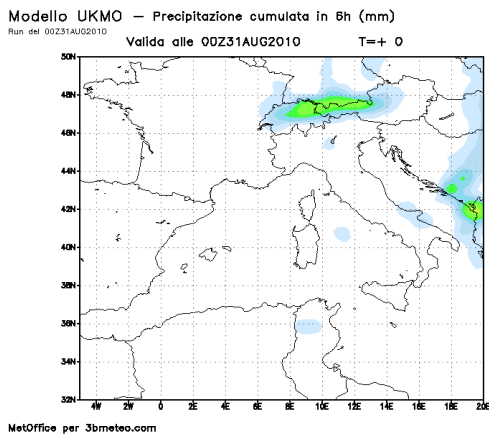 Modello UKMO – Precipitazione cumulata in 6h (mm)
Run del 00Z31AUG2010
Valida alle 00Z31AUG2010 T=+ 0
50N
48N
46N
44N
42N
40N
38N
36N
34N
32N
4W 2W 0 2E 4E 6E 8E 10E 12E 14E 16E 18E 20E
MetOffice per 3bmeteo.com